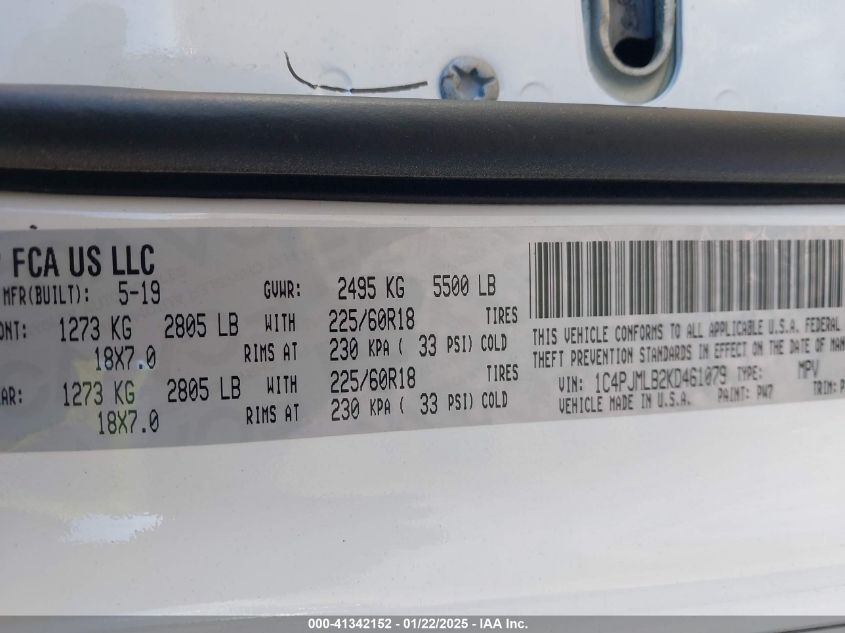 FCA US LLC
MFR(BUILT): 5-19 GVWR: 2495 KG 5500 LB
ONT: 1273 KG 2805 LB WITH 225/60R18 TIRES
18X7.0 RIMS AT 230 KPA ( 33 PSI) COLD
AR: 1273 KG 2805 LB WITH 225/60R18 TIRES
18X7.0 RIMS AT 230 KPA ( 33 PSI) COLD
THIS VEHICLE CONFORMS TO ALL APPLICABLE U.S.A. FEDERAL
THEFT PREVENTION STANDARDS IN EFFECT ON THE DATE OF MAN
VIN: 1C4PJMLB2KD461079 TYPE: MPV
VEHICLE MADE IN U.S.A. PAINT: PW7 TRIM: P
000-41342152 - 01/22/2025 - IAA Inc.